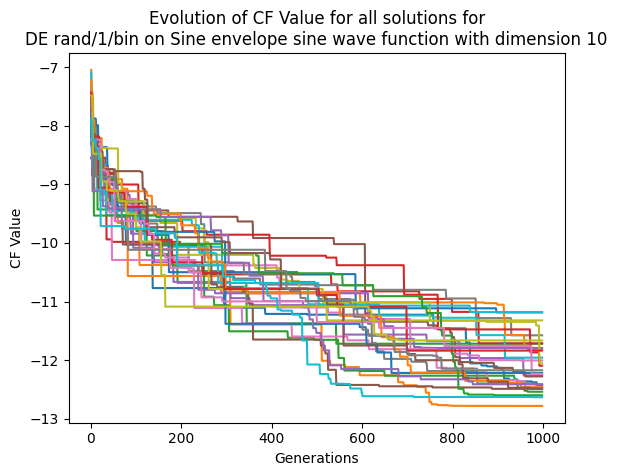 Evolution of CF Value for all solutions for
DE rand/1/bin on Sine envelope sine wave function with dimension 10
CF Value
−7
−8
−9
−10
−11
−12
−13
0 200 400 600 800 1000
Generations